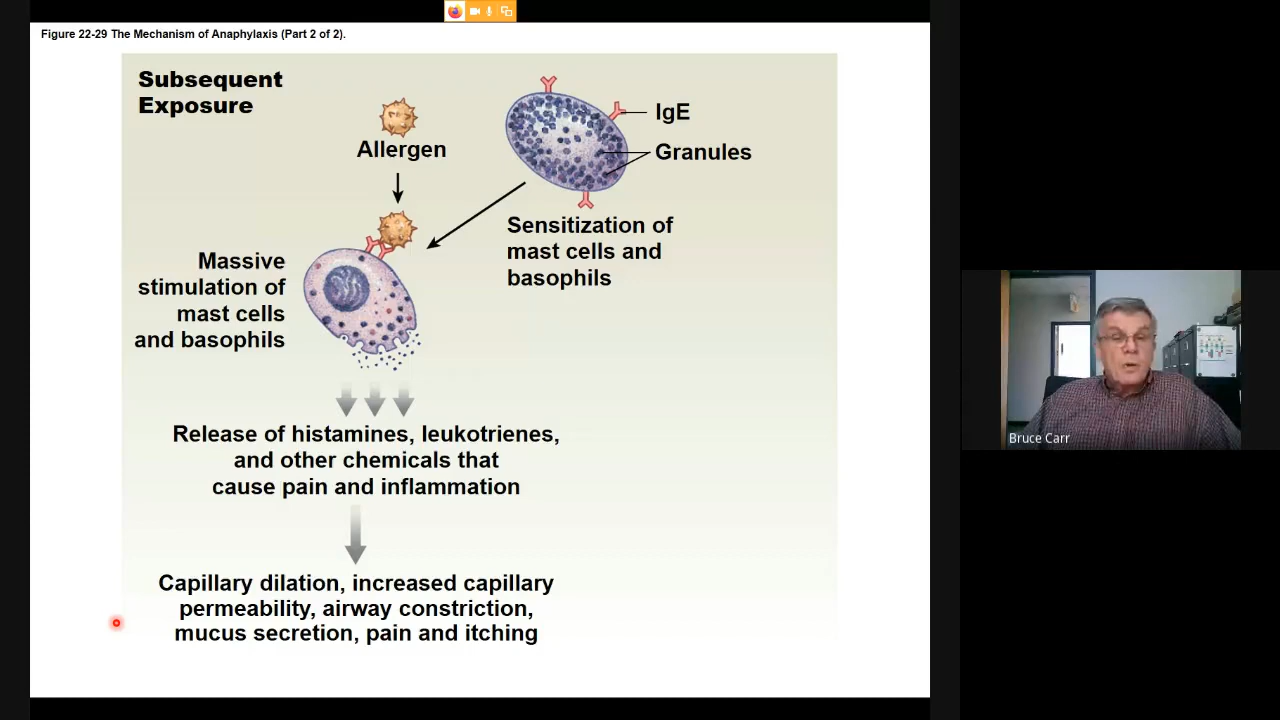 Figure 22-29 The Mechanism of Anaphylaxis (Part 2 of 2).
Subsequent
Exposure
Allergen
IgE
Granules
Sensitization of
mast cells and
basophils
Massive
stimulation of
mast cells
and basophils
Release of histamines, leukotrienes,
and other chemicals that
cause pain and inflammation
Capillary dilation, increased capillary
permeability, airway constriction,
mucus secretion, pain and itching
Bruce Carr